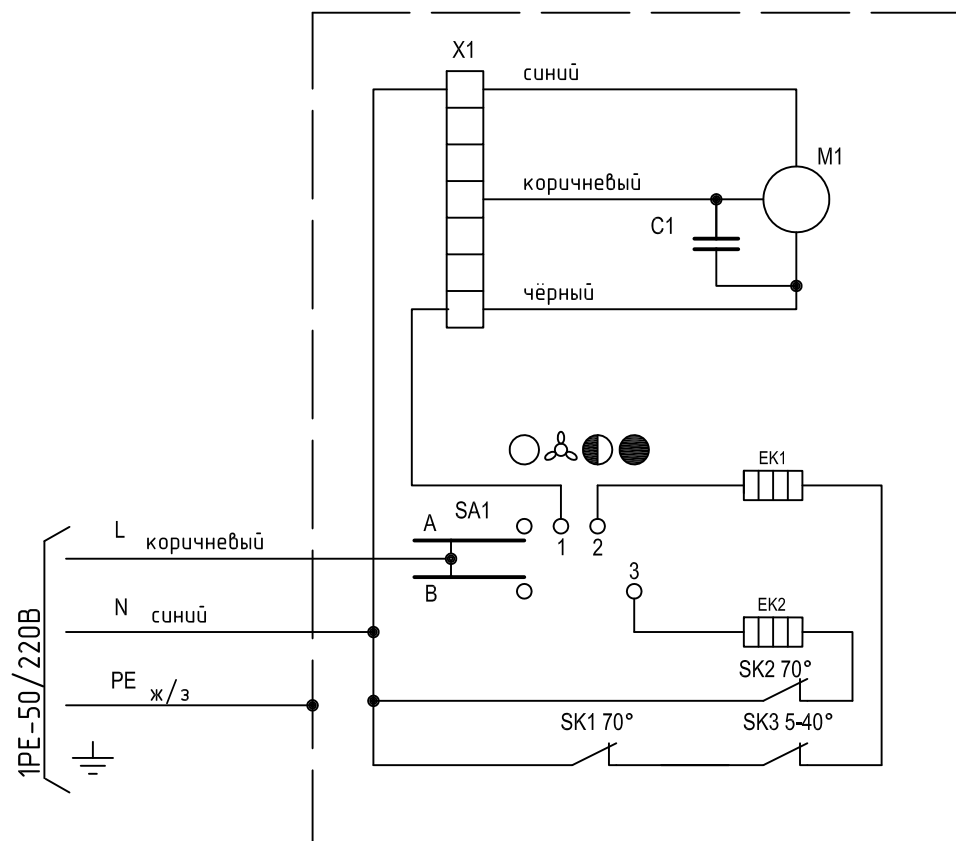 X1
синий
M1
коричневый
C1
чёрный
EK1
SA1
A
1
2
L
коричневый
B
3
N
синий
EK2
SK2 70°
PE
ж/з
SK1 70°
SK3 5-40°
1PE-50/220В